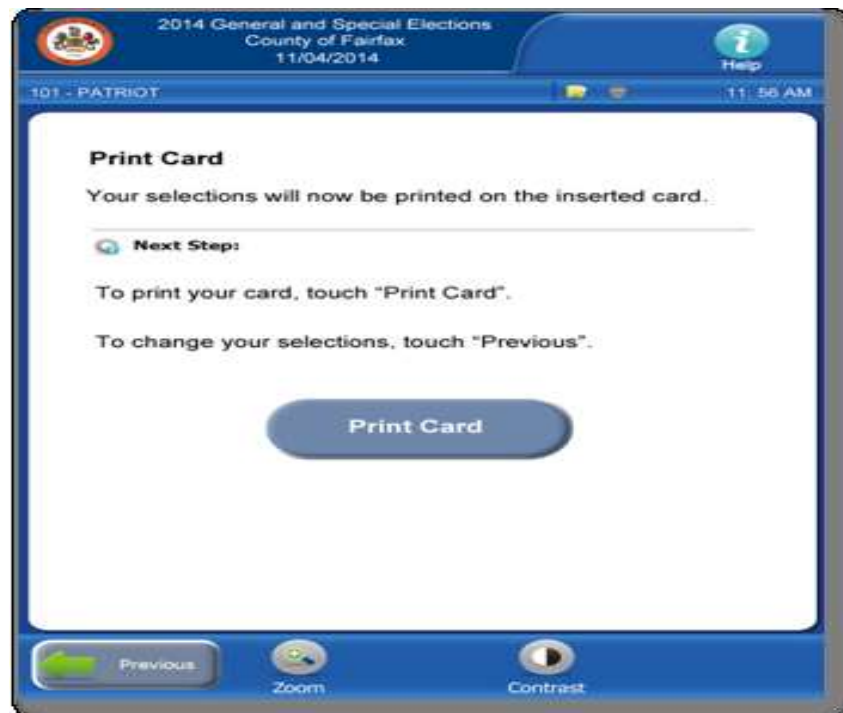 2014 General and Special Elections
County of Fairfax
11/04/2014
Help
101 - PATRIOT
11:56 AM
Print Card
Your selections will now be printed on the inserted card.
Next Step:
To print your card, touch “Print Card”.
To change your selections, touch “Previous”.
Print Card
Previous
Zoom
Contrast